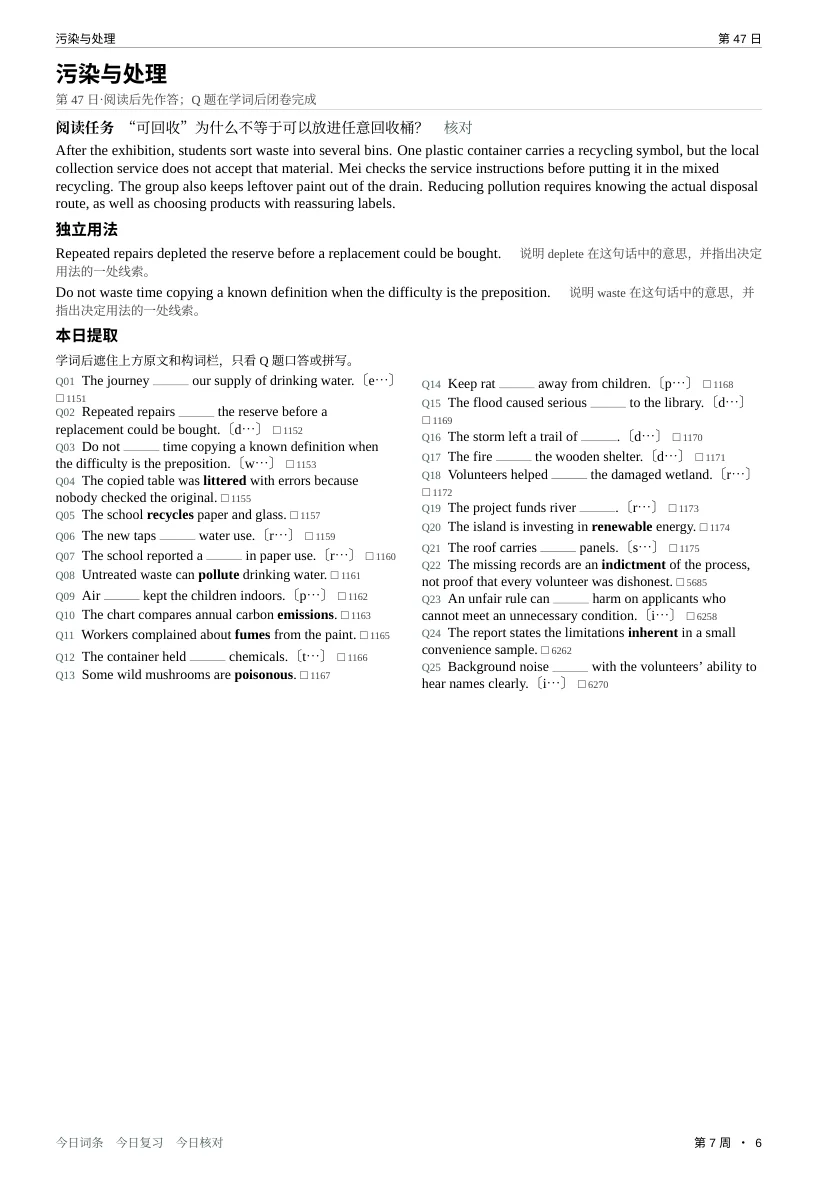 污染与处理
第 47 日
污染与处理
第 47 日·阅读后先作答；Q 题在学词后闭卷完成
阅读任务 “可回收”为什么不等于可以放进任意回收桶？ 核对
After the exhibition, students sort waste into several bins. One plastic container carries a recycling symbol, but the local
collection service does not accept that material. Mei checks the service instructions before putting it in the mixed
recycling. The group also keeps leftover paint out of the drain. Reducing pollution requires knowing the actual disposal
route, as well as choosing products with reassuring labels.
独立用法
Repeated repairs depleted the reserve before a replacement could be bought. 说明 deplete 在这句话中的意思，并指出决定
用法的一处线索。
Do not waste time copying a known definition when the difficulty is the preposition. 说明 waste 在这句话中的意思，并
指出决定用法的一处线索。
本日提取
学词后遮住上方原文和构词栏，只看 Q 题口答或拼写。
Q01 The journey _____ our supply of drinking water.〔e···〕
□ 1151
Q02 Repeated repairs _____ the reserve before a
replacement could be bought.〔d···〕 □ 1152
Q03 Do not _____ time copying a known definition when
the difficulty is the preposition.〔w···〕 □ 1153
Q04 The copied table was littered with errors because
nobody checked the original. □ 1155
Q05 The school recycles paper and glass. □ 1157
Q06 The new taps _____ water use.〔r···〕 □ 1159
Q07 The school reported a _____ in paper use.〔r···〕 □ 1160
Q08 Untreated waste can pollute drinking water. □ 1161
Q09 Air _____ kept the children indoors.〔p···〕 □ 1162
Q10 The chart compares annual carbon emissions. □ 1163
Q11 Workers complained about fumes from the paint. □ 1165
Q12 The container held _____ chemicals.〔t···〕 □ 1166
Q13 Some wild mushrooms are poisonous. □ 1167
Q14 Keep rat _____ away from children.〔p···〕 □ 1168
Q15 The flood caused serious _____ to the library.〔d···〕
□ 1169
Q16 The storm left a trail of _____.〔d···〕 □ 1170
Q17 The fire _____ the wooden shelter.〔d···〕 □ 1171
Q18 Volunteers helped _____ the damaged wetland.〔r···〕
□ 1172
Q19 The project funds river _____.〔r···〕 □ 1173
Q20 The island is investing in renewable energy. □ 1174
Q21 The roof carries _____ panels.〔s···〕 □ 1175
Q22 The missing records are an indictment of the process,
not proof that every volunteer was dishonest. □ 5685
Q23 An unfair rule can _____ harm on applicants who
cannot meet an unnecessary condition.〔i···〕 □ 6258
Q24 The report states the limitations inherent in a small
convenience sample. □ 6262
Q25 Background noise _____ with the volunteers’ ability to
hear names clearly.〔i···〕 □ 6270
今日词条 今日复习 今日核对
第 7 周 · 6